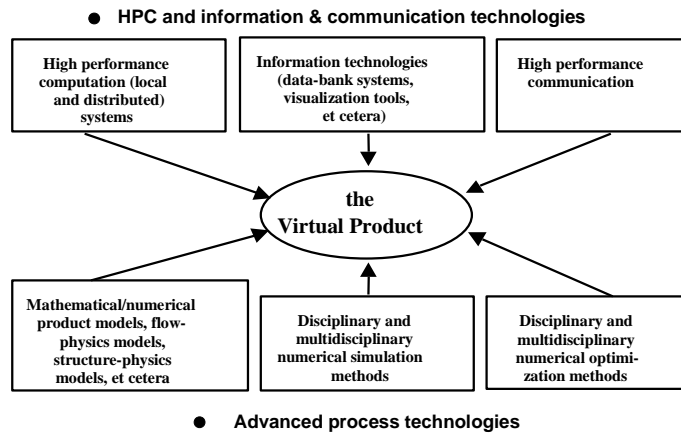 ● HPC and information & communication technologies
High performance
computation (local
and distributed)
systems
Information technologies
(data-bank systems,
visualization tools,
et cetera)
High performance
communication
the
Virtual Product
Mathematical/numerical
product models, flow-
physics models,
structure-physics
models, et cetera
Disciplinary and
multidisciplinary
numerical simulation
methods
Disciplinary and
multidisciplinary
numerical optimi-
zation methods
● Advanced process technologies